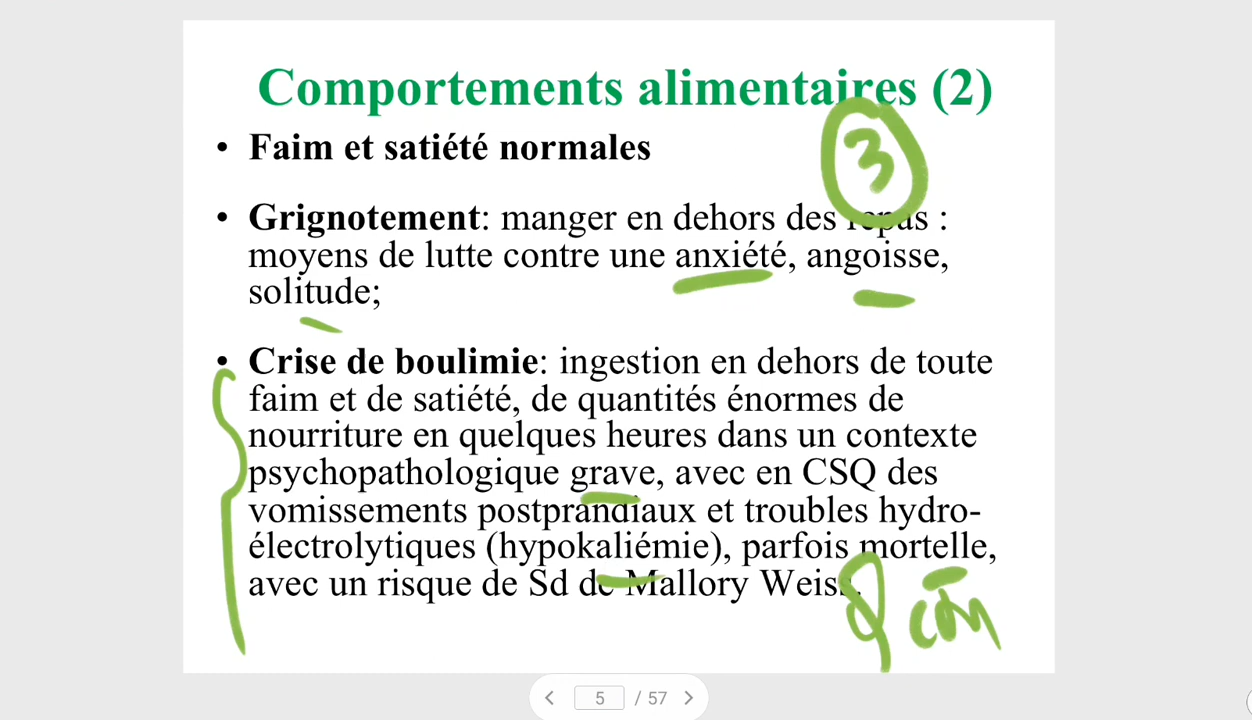 Comportements alimentaires (2)
3
• Faim et satiété normales
• Grignotement: manger en dehors des repas :
moyens de lutte contre une anxiété, angoisse,
solitude;
• Crise de boulimie: ingestion en dehors de toute
faim et de satiété, de quantités énormes de
nourriture en quelques heures dans un contexte
psychopathologique grave, avec en CSQ des
vomissements postprandiaux et troubles hydro-
électrolytiques (hypokaliémie), parfois mortelle,
avec un risque de Sd de Mallory Weiss.
5 / 57